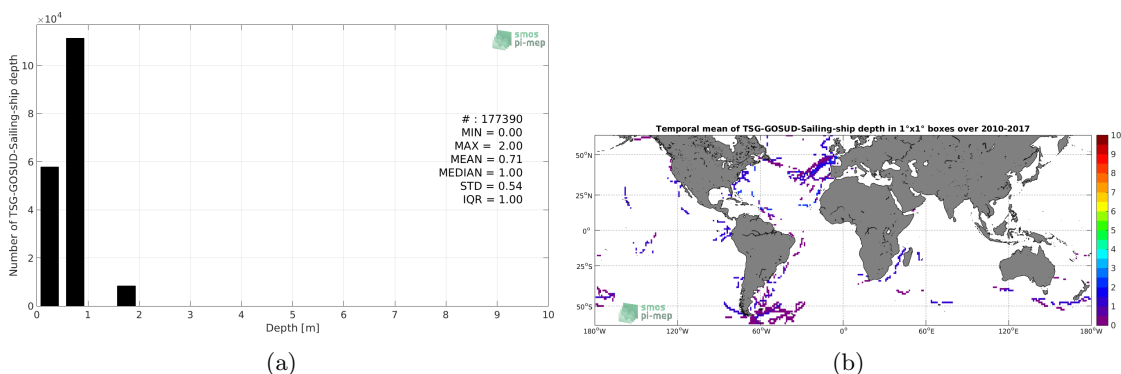 ×10⁴
10
8
6
4
2
0
Number of TSG-GOSUD-Sailing-ship depth
smos
pi-mep
# : 177390
MIN = 0.00
MAX = 2.00
MEAN = 0.71
MEDIAN = 1.00
STD = 0.54
IQR = 1.00
0 1 2 3 4 5 6 7 8 9 10
Depth [m]
(a)
Temporal mean of TSG-GOSUD-Sailing-ship depth in 1°x1° boxes over 2010-2017
50°N
25°N
0°
25°S
50°S
smos
pi-mep
180°W 120°W 60°W 0° 60°E 120°E 180°W
10
9
8
7
6
5
4
3
2
1
0
(b)